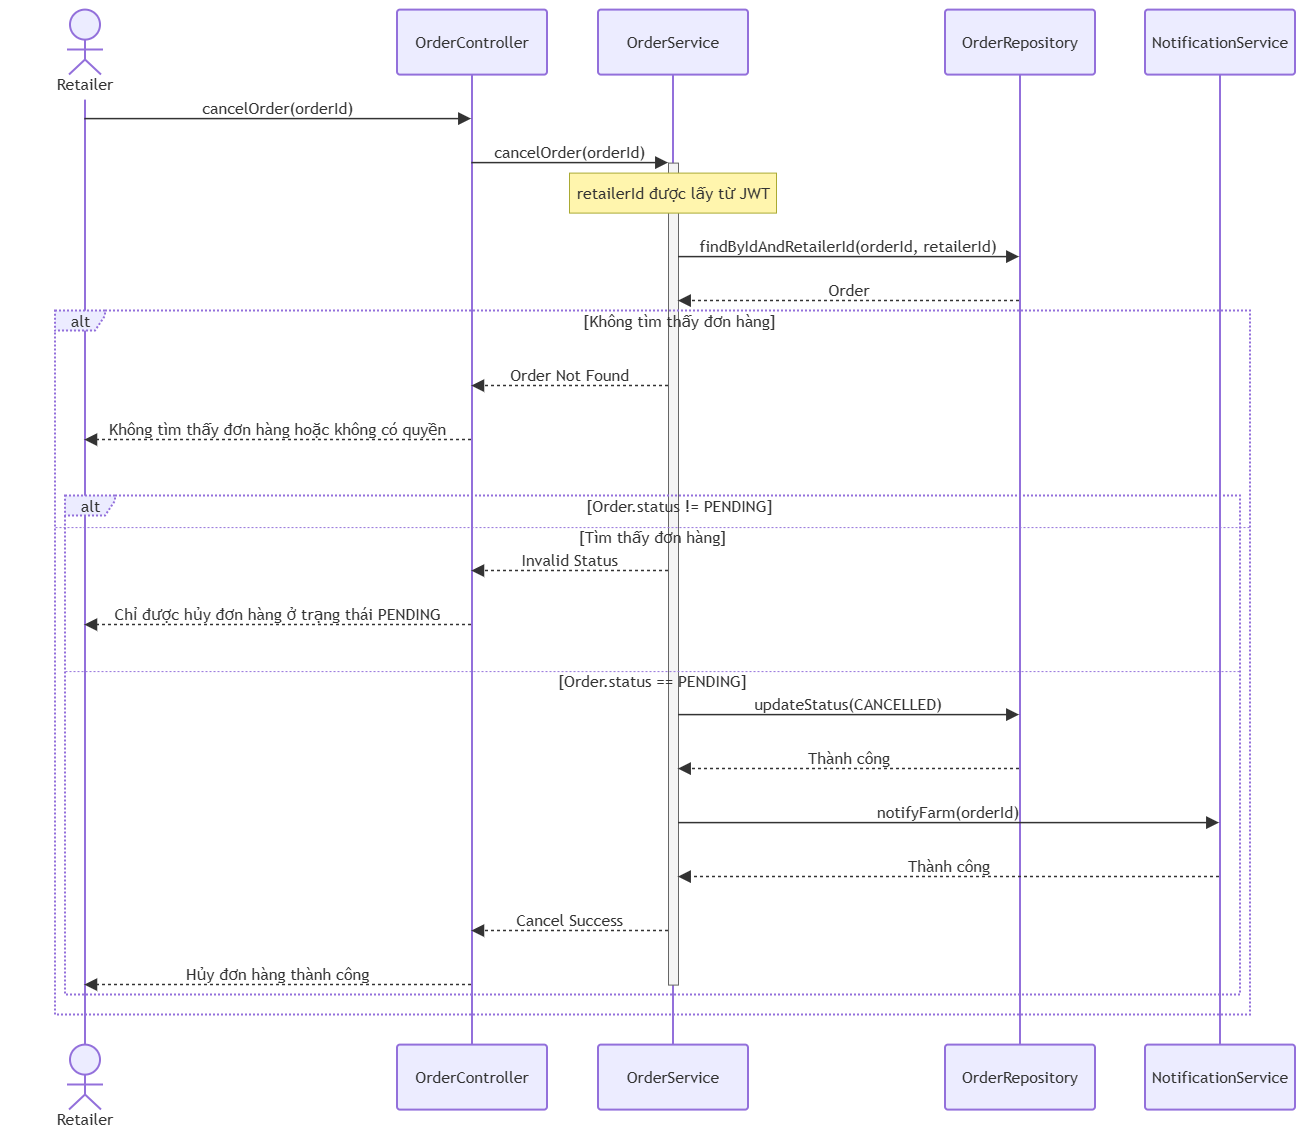 Retailer
OrderController
OrderService
OrderRepository
NotificationService
cancelOrder(orderId)
cancelOrder(orderId)
retailerId được lấy từ JWT
findByIdAndRetailerId(orderId, retailerId)
Order
alt
[Không tìm thấy đơn hàng]
Order Not Found
Không tìm thấy đơn hàng hoặc không có quyền
alt
[Order.status != PENDING]
[Tìm thấy đơn hàng]
Invalid Status
Chỉ được hủy đơn hàng ở trạng thái PENDING
[Order.status == PENDING]
updateStatus(CANCELLED)
Thành công
notifyFarm(orderId)
Thành công
Cancel Success
Hủy đơn hàng thành công
Retailer
OrderController
OrderService
OrderRepository
NotificationService